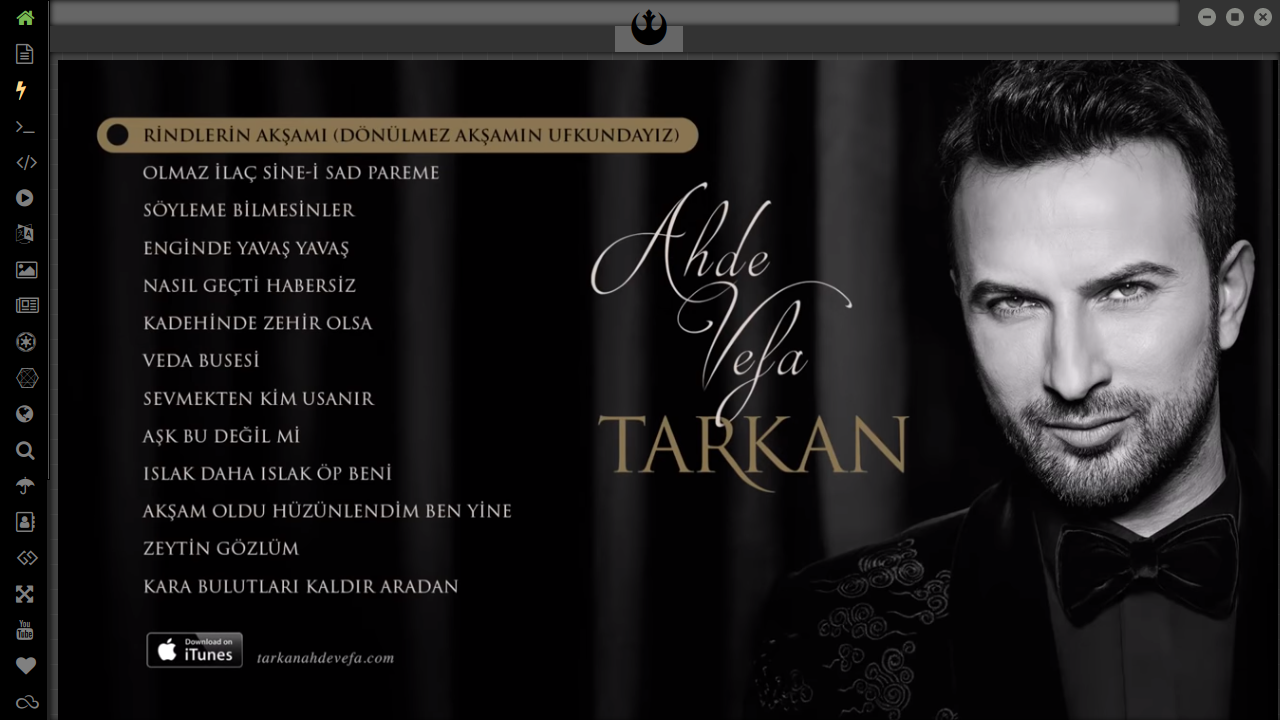 RİNDLERİN AKŞAMI (DÖNÜLMEZ AKŞAMIN UFKUNDAYIZ)
OLMAZ İLAÇ SİNE-İ SAD PAREME
SÖYLEME BİLMESİNLER
ENGİNDE YAVAŞ YAVAŞ
NASIL GEÇTİ HABERSİZ
KADEHİNDE ZEHİR OLSA
VEDA BUSESİ
SEVMEKTEN KİM USANIR
AŞK BU DEĞİL Mİ
ISLAK DAHA ISLAK ÖP BENİ
AKŞAM OLDU HÜZÜNLENDİM BEN YİNE
ZEYTİN GÖZLÜM
KARA BULUTLARI KALDIR ARADAN
Download on
iTunes
tarkanahdevefa.com
Ahde
Vefa
TARKAN
You
Tube